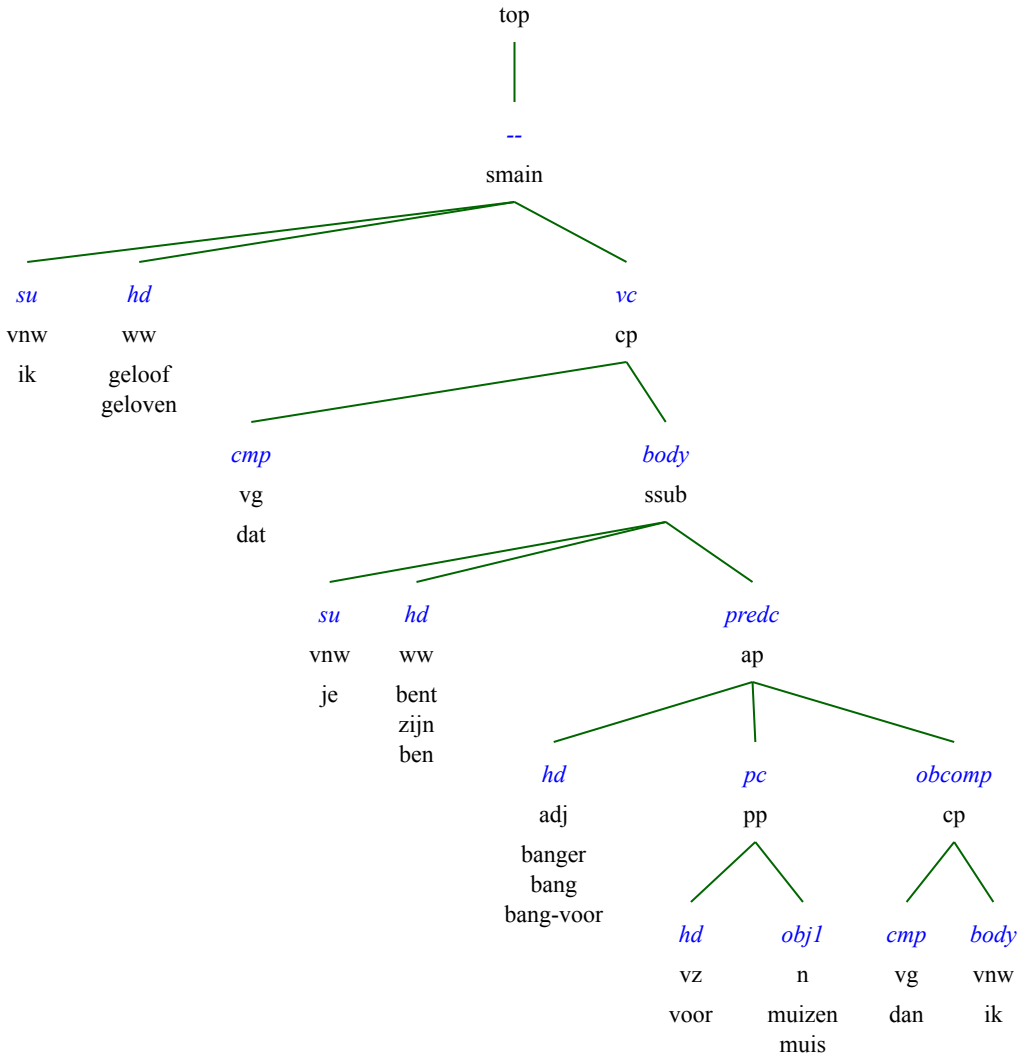 top
--
smain
su hd vc
vnw ww cp
ik geloof
geloven
cmp body
vg ssub
dat
su hd predc
vnw ww ap
je bent
zijn
ben
hd pc obcomp
adj pp cp
banger
bang
bang-voor
hd obj1 cmp body
vz n vg vnw
voor muizen dan ik
muis